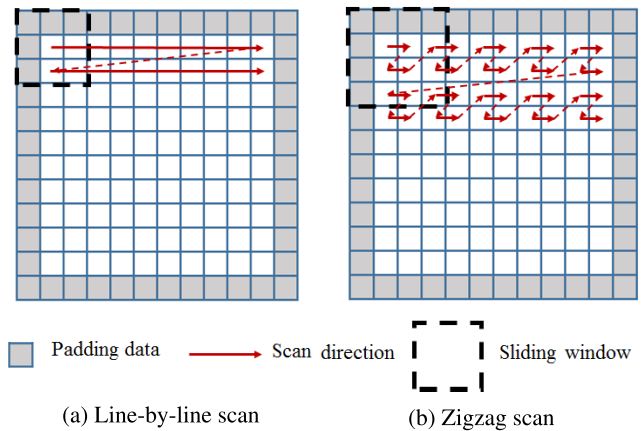 Padding data
Scan direction
Sliding window
(a) Line-by-line scan
(b) Zigzag scan